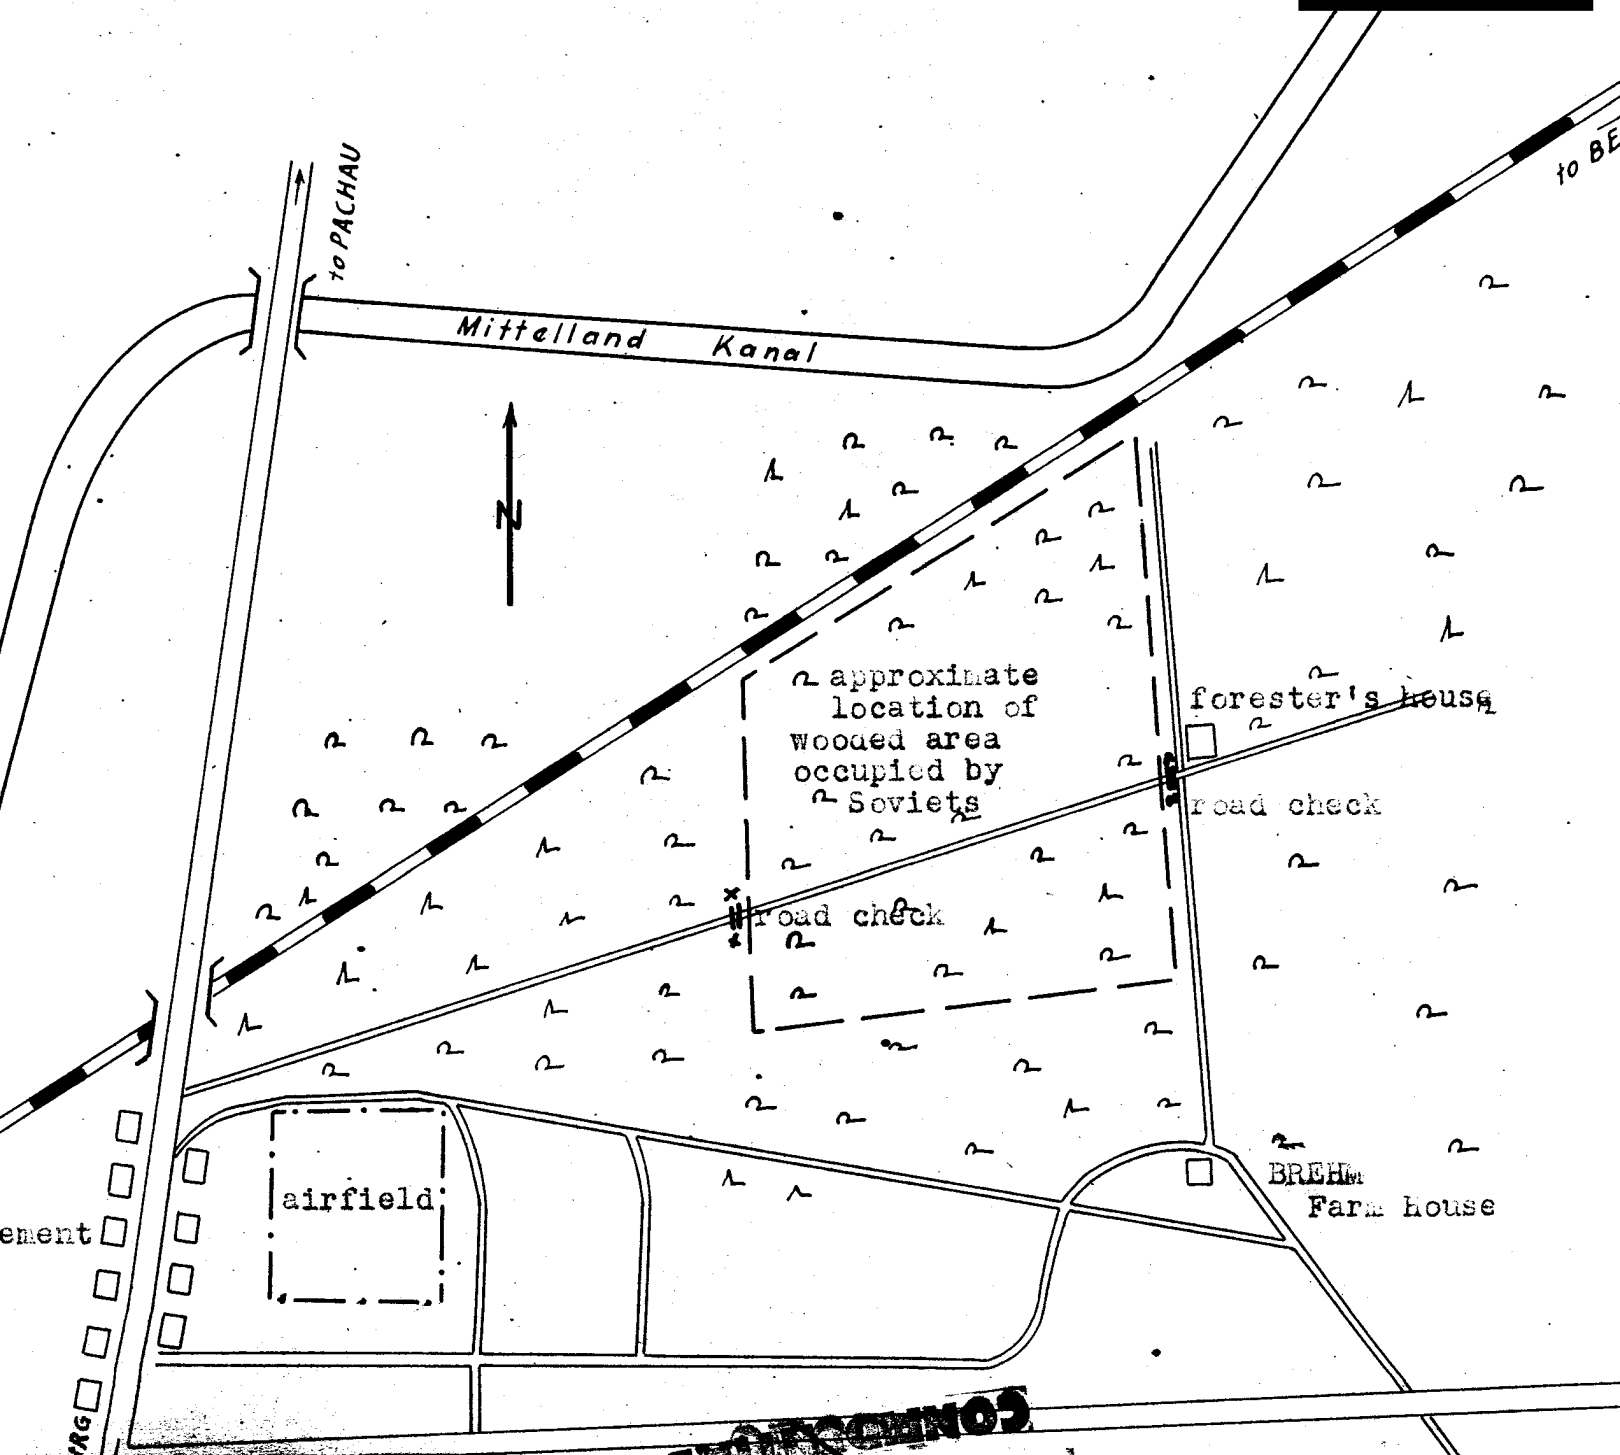 to PACHAU
to BE
Mittelland Kanal
N
approximate
location of
wooded area
occupied by
Soviets
forester's house
road check
road check
airfield
ement
BREHM
Farm house
RG